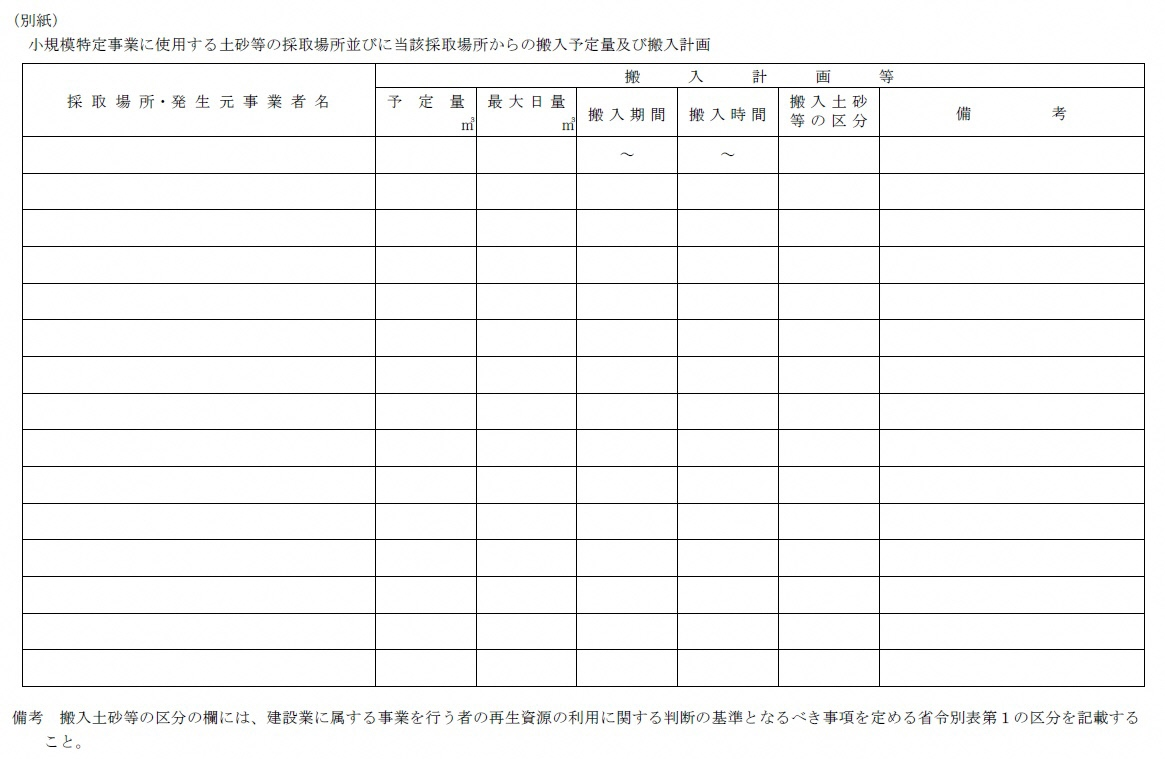 （別紙）
小規模特定事業に使用する土砂等の採取場所並びに当該採取場所からの搬入予定量及び搬入計画
採取場所・発生元事業者名
搬入計画等
予定量
㎥
最大日量
㎥
搬入期間
搬入時間
搬入土砂
等の区分
備考
～
～
備考　搬入土砂等の区分の欄には、建設業に属する事業を行う者の再生資源の利用に関する判断の基準となるべき事項を定める省令別表第１の区分を記載する
こと。